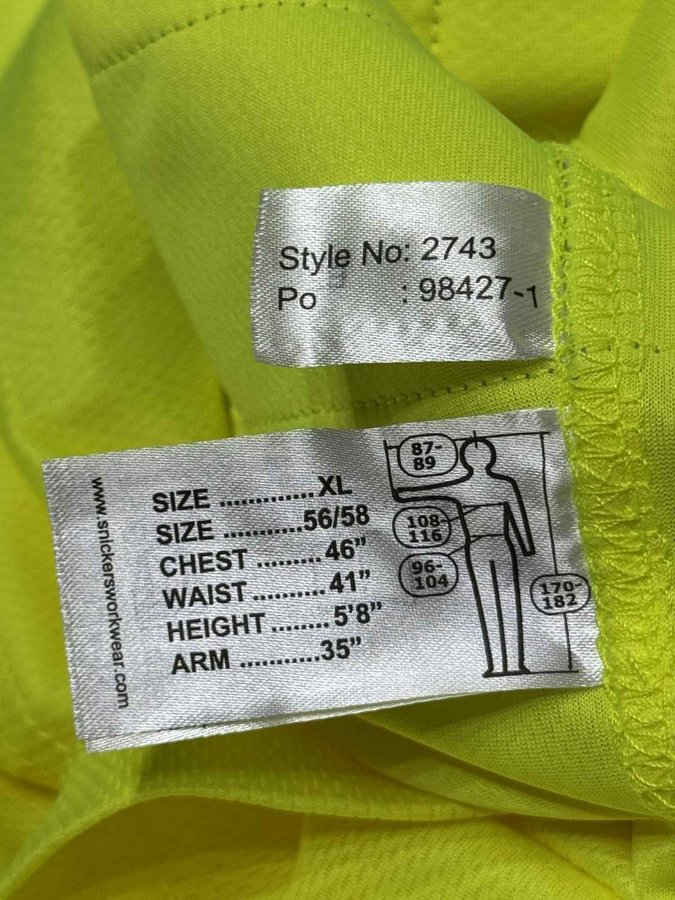 Style No: 2743
Po : 98427-1
www.snickersworkwear.com
SIZE .............XL
SIZE ...........56/58
CHEST .........46”
WAIST ...........41”
HEIGHT ........5’8”
ARM ............35”
87-
89
108-
116
96-
104
170-
182